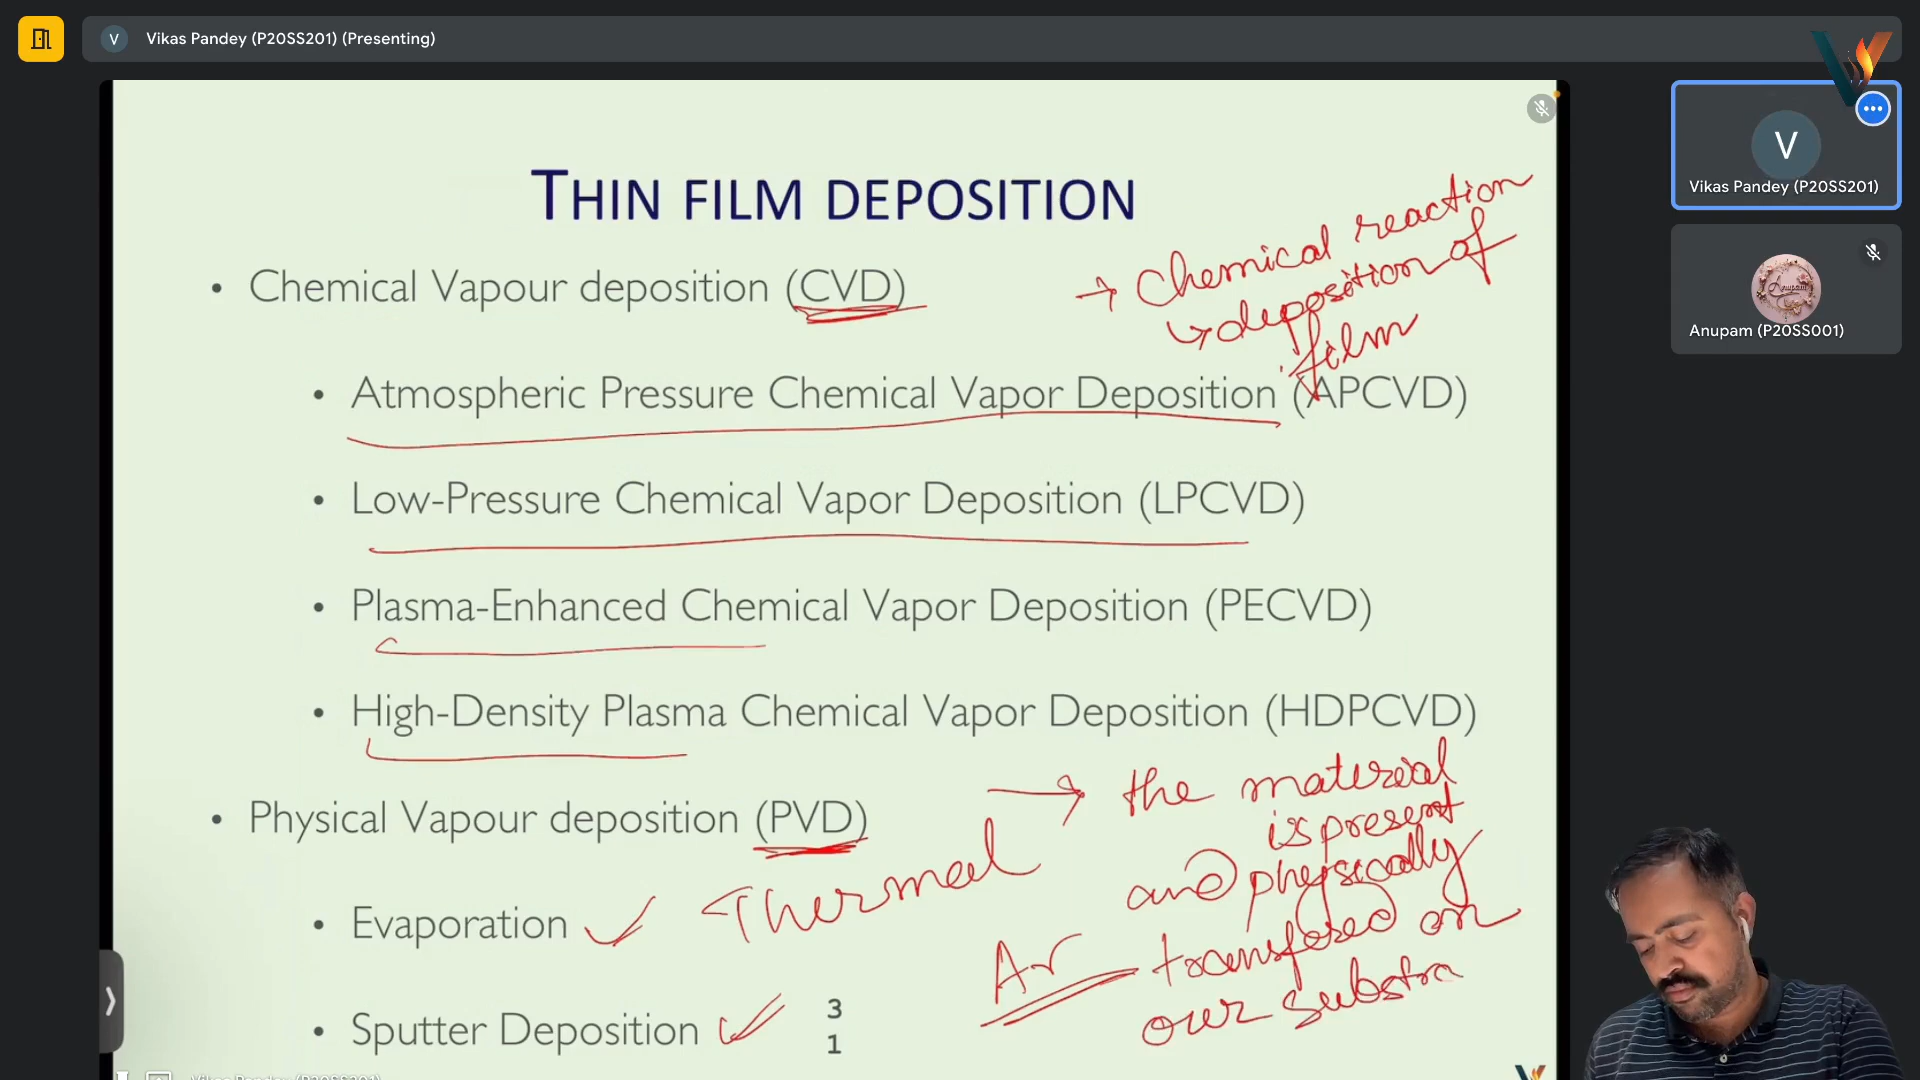 V Vikas Pandey (P20SS201) (Presenting)
THIN FILM DEPOSITION
• Chemical Vapour deposition (CVD)
→ Chemical reaction
↳ deposition of
film
• Atmospheric Pressure Chemical Vapor Deposition (APCVD)
• Low-Pressure Chemical Vapor Deposition (LPCVD)
• Plasma-Enhanced Chemical Vapor Deposition (PECVD)
• High-Density Plasma Chemical Vapor Deposition (HDPCVD)
• Physical Vapour deposition (PVD)
→ the material
is present
and physically
transfered on
our substra
• Evaporation ✓
Thermal
Ar
• Sputter Deposition ✓
3
1
V
Vikas Pandey (P20SS201)
Anupam
Anupam (P20SS001)